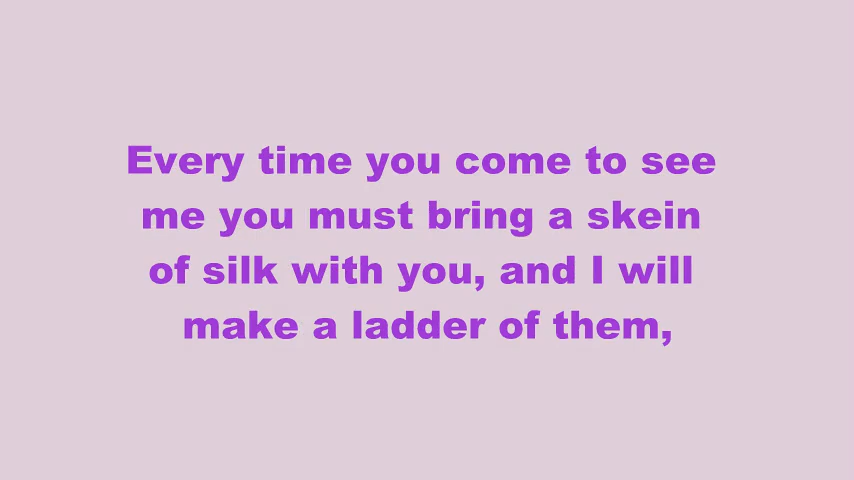 Every time you come to see
me you must bring a skein
of silk with you, and I will
make a ladder of them,